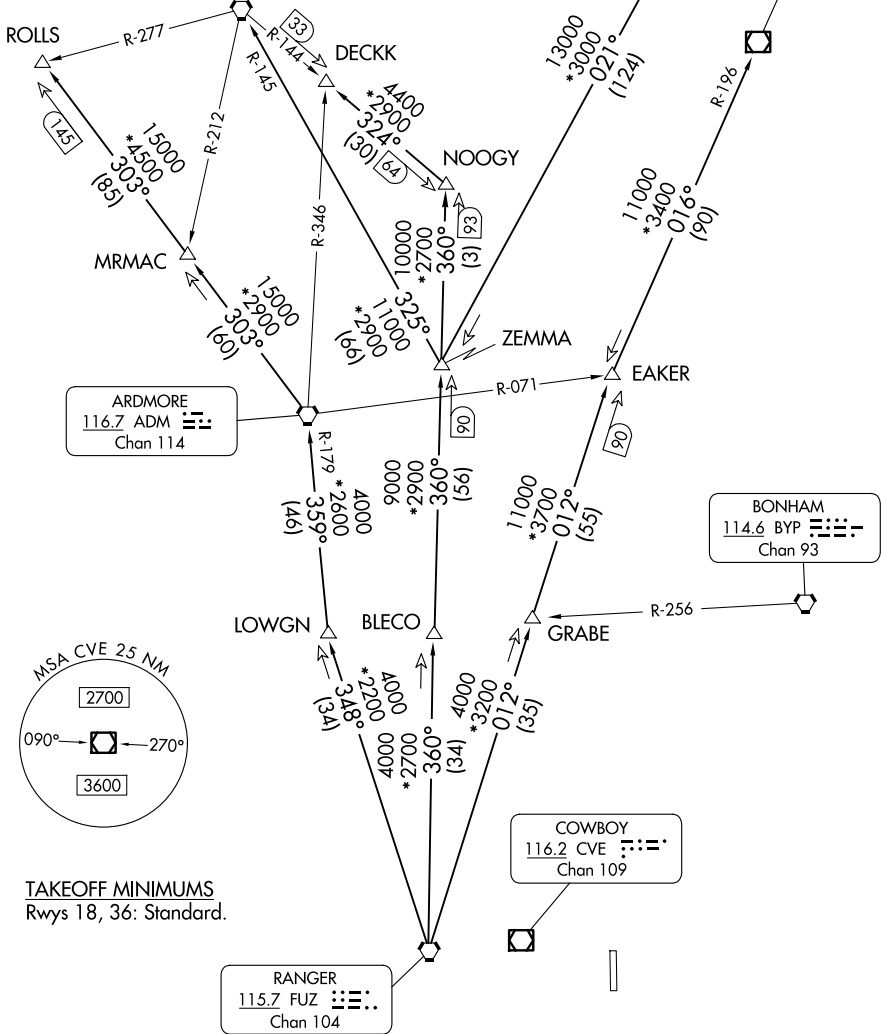 ROLLS
R-277
33
R-144
DECKK
R-145
13000
*3000
021°
(124)
R-196
145
15000
*4500
303°
(85)
R-212
4400
*2900
324°
(30)
64
NOOGY
93
R-346
11000
*3400
016°
(90)
MRMAC
10000
*2700
360°
(3)
15000
*2900
303°
(60)
325°
11000
*2900
(66)
ZEMMA
EAKER
R-071
ARDMORE
116.7 ADM
Chan 114
90
90
R-179
4000
*2600
359°
(46)
9000
*2900
360°
(56)
11000
*3700
012°
(55)
BONHAM
114.6 BYP
Chan 93
R-256
LOWGN
BLECO
GRABE
MSA CVE 25 NM
2700
090°
270°
3600
4000
*2200
348°
(34)
4000
*2700
360°
(34)
4000
*3200
012°
(35)
COWBOY
116.2 CVE
Chan 109
TAKEOFF MINIMUMS
Rwys 18, 36: Standard.
RANGER
115.7 FUZ
Chan 104